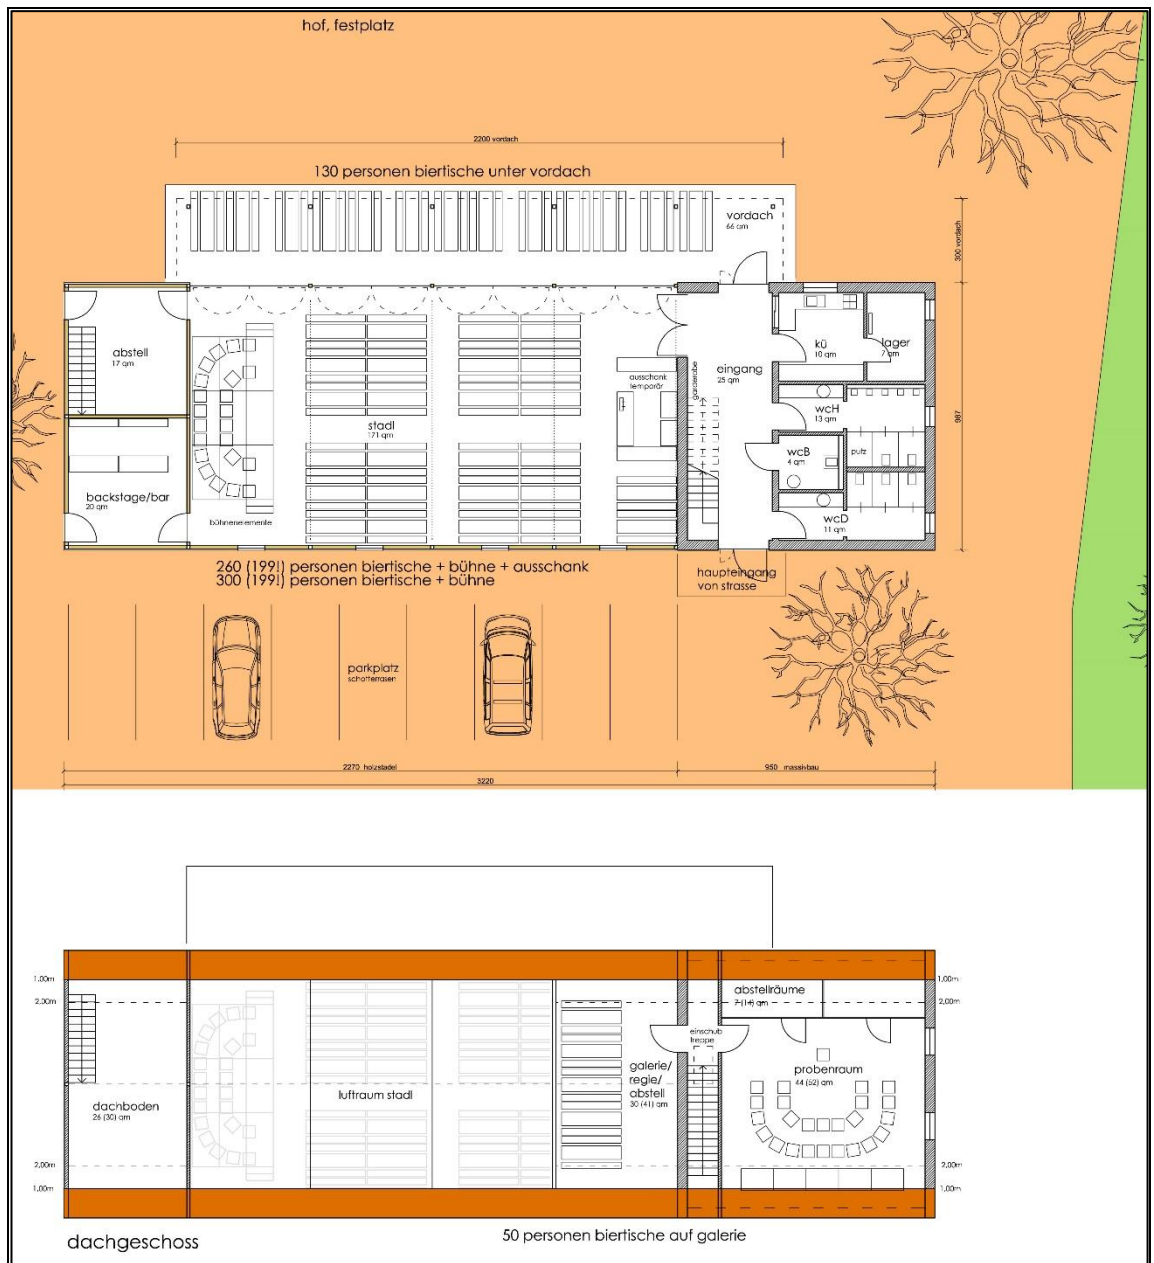 hof, festplatz
2200 vordach
130 personen biertische unter vordach
vordach
66 qm
300 vordach
abstell
17 qm
kü
10 qm
lager
7 qm
ausschank
temporär
garderobe
eingang
25 qm
stadl
171 qm
wcH
13 qm
987
wcB
4 qm
putz
backstage/bar
20 qm
bühnenelemente
wcD
11 qm
260 (199!) personen biertische + bühne + ausschank
300 (199!) personen biertische + bühne
haupteingang
von strasse
parkplatz
schotterrasen
2270 holzstadel
950 massivbau
3220
1,00m
1,00m
2,00m
2,00m
abstellräume
7 (14) qm
einschub
treppe
galerie/
regie/
abstell
30 (41) qm
probenraum
44 (52) qm
dachboden
26 (30) qm
luftraum stadl
2,00m
2,00m
1,00m
1,00m
dachgeschoss
50 personen biertische auf galerie